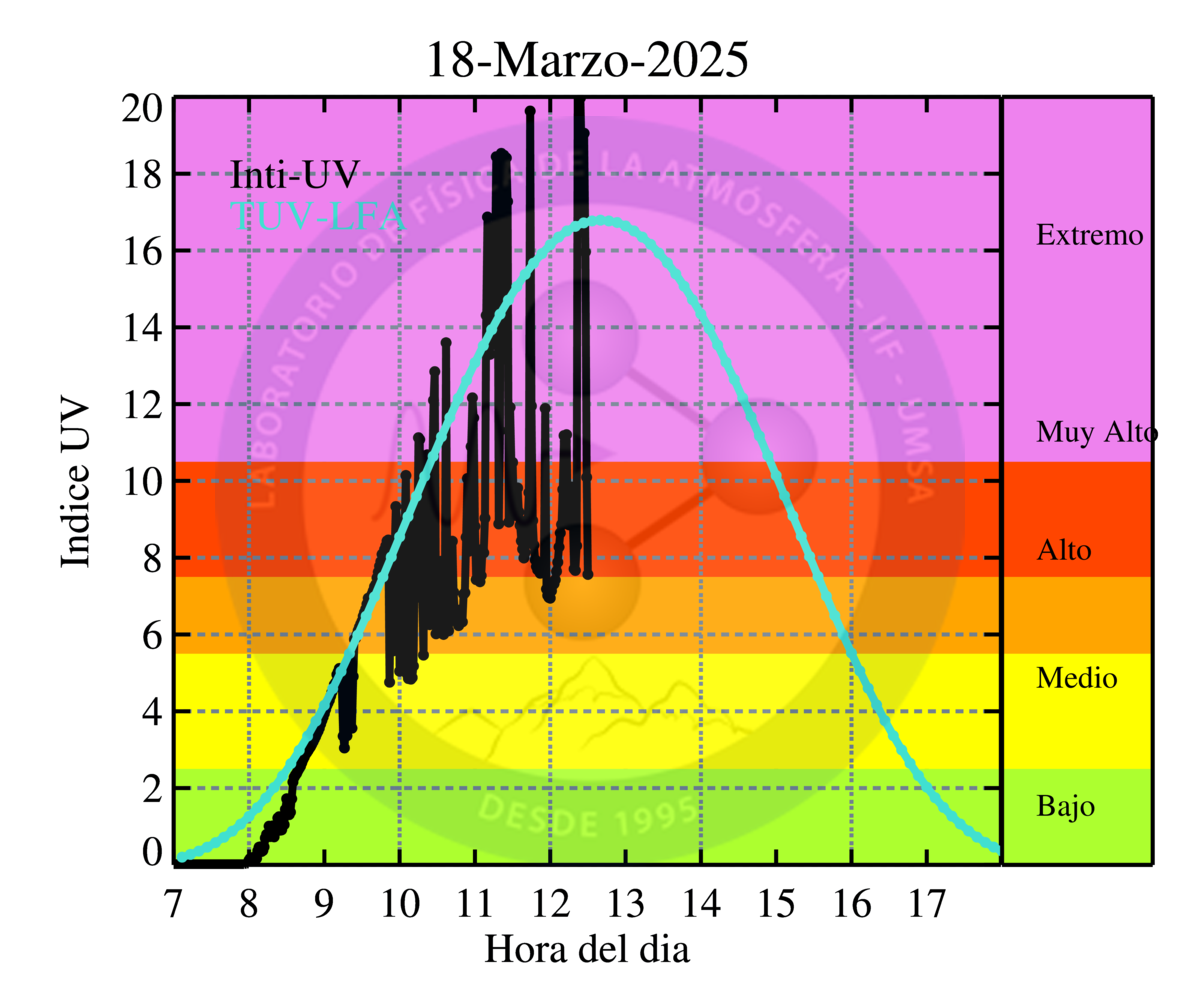 18-Marzo-2025
Inti-UV
TUV-LFA
LABORATORIO DE FÍSICA DE LA ATMÓSFERA - IIF - UMSA
DESDE 1995
Indice UV
20
18
16
14
12
10
8
6
4
2
0
Extremo
Muy Alto
Alto
Medio
Bajo
7 8 9 10 11 12 13 14 15 16 17
Hora del dia